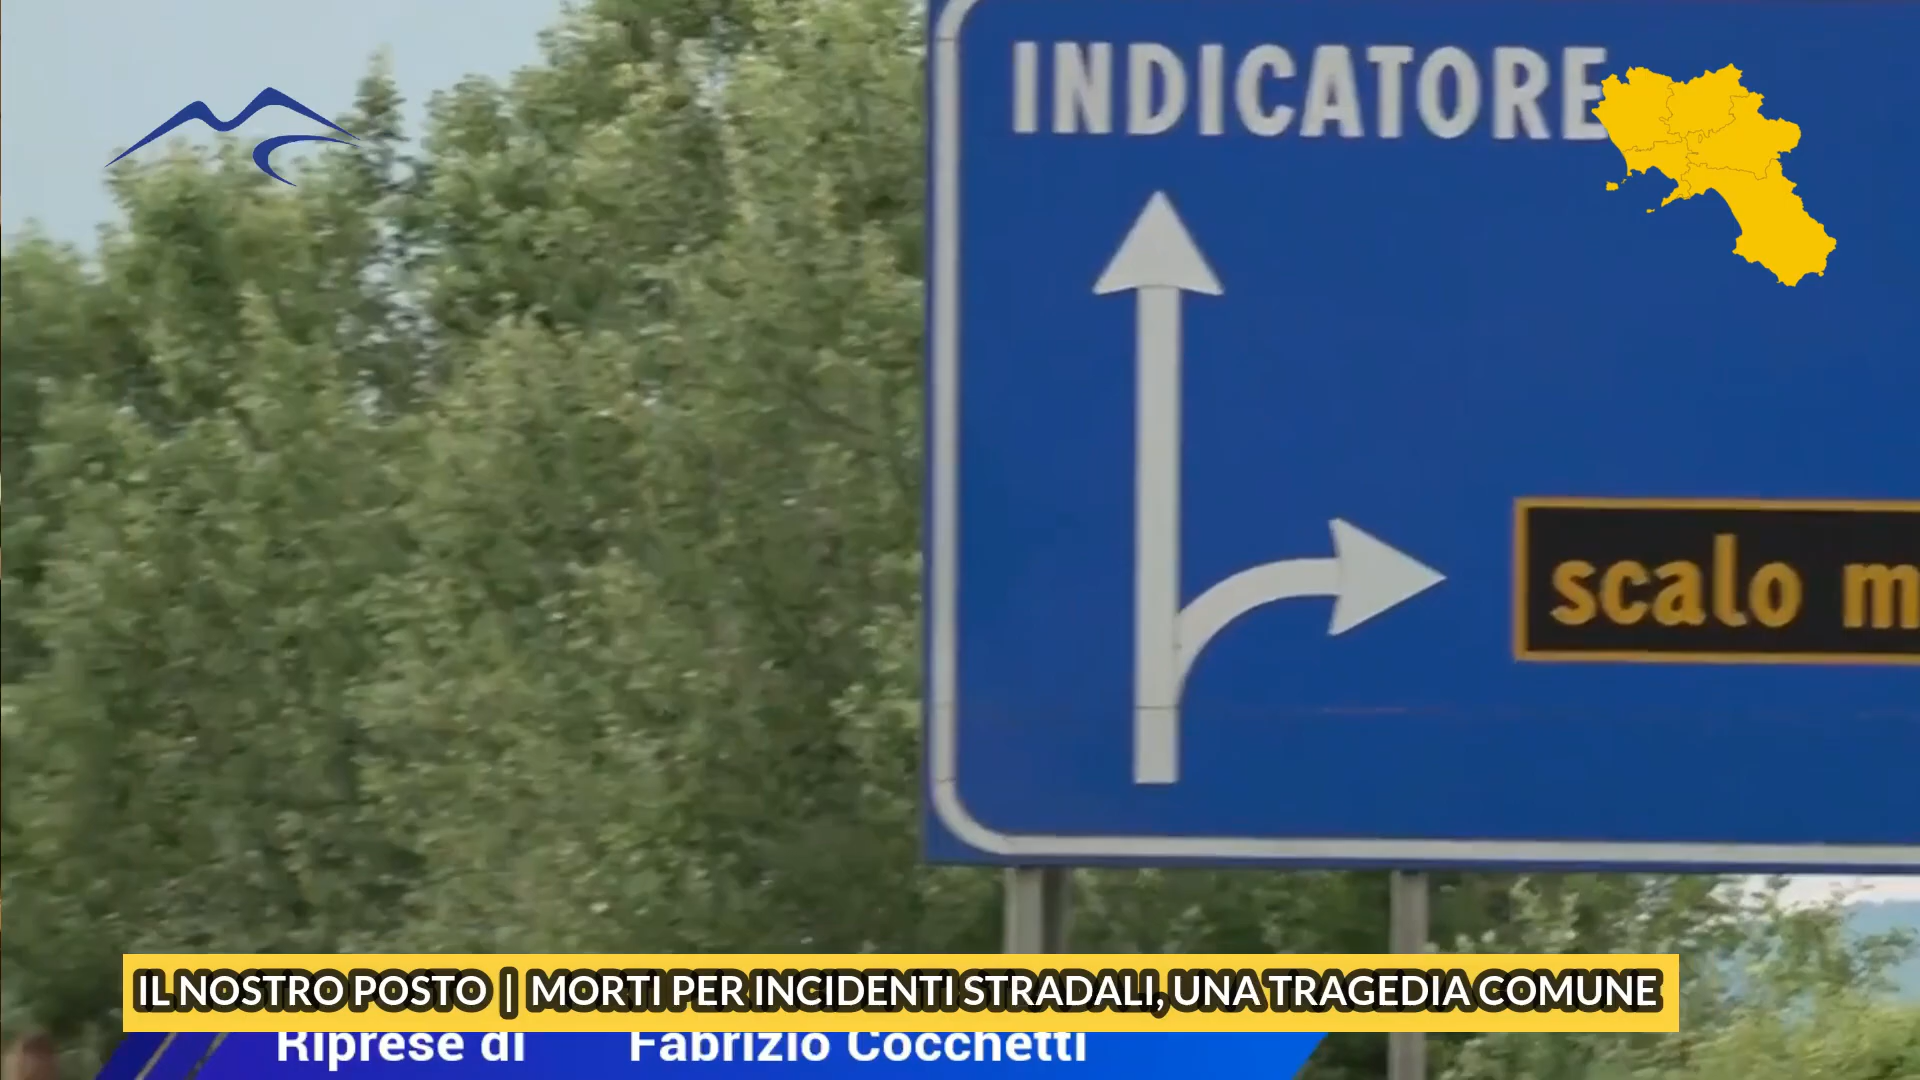 INDICATORE
scalo m
IL NOSTRO POSTO | MORTI PER INCIDENTI STRADALI, UNA TRAGEDIA COMUNE
Riprese di Fabrizio Cocchetti